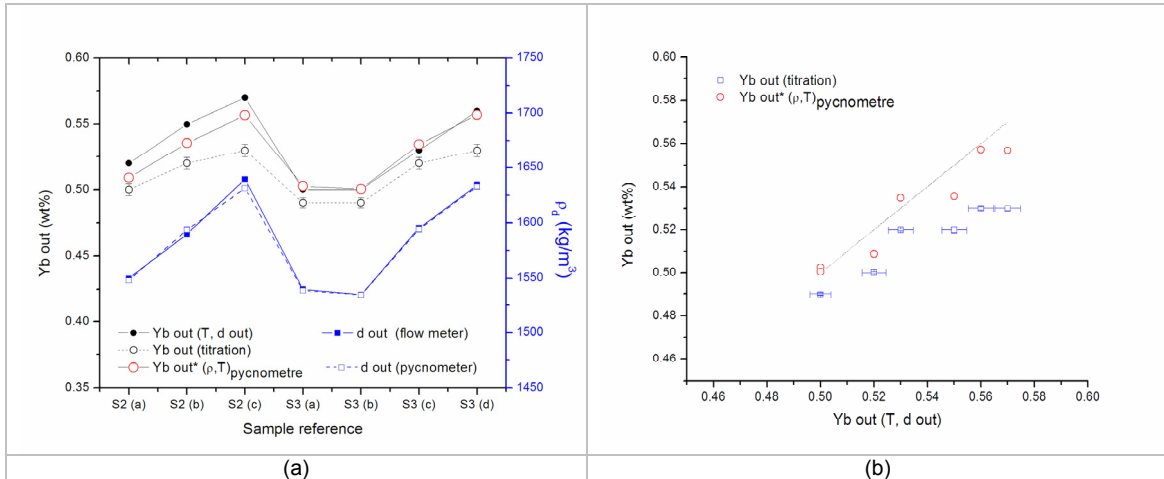 0.60
0.55
0.50
0.45
0.40
0.35
Yb out (wt%)
1750
1700
1650
1600
1550
1500
1450
ρd (kg/m3)
Yb out (T, d out)
Yb out (titration)
Yb out* (ρ,T)pycnometre
d out (flow meter)
d out (pycnometer)
S2 (a) S2 (b) S2 (c) S3 (a) S3 (b) S3 (c) S3 (d)
Sample reference
(a)
0.60
0.58
0.56
0.54
0.52
0.50
0.48
0.46
Yb out (wt%)
Yb out (titration)
Yb out* (ρ,T)pycnometre
0.46 0.48 0.50 0.52 0.54 0.56 0.58 0.60
Yb out (T, d out)
(b)